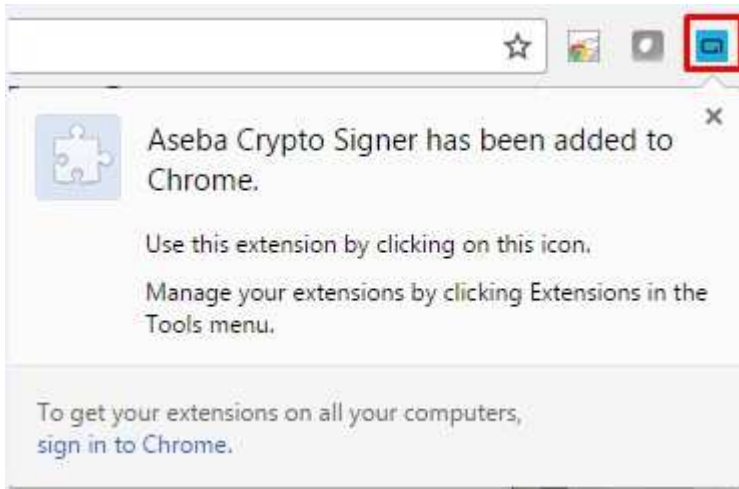 Aseba Crypto Signer has been added to
Chrome.
Use this extension by clicking on this icon.
Manage your extensions by clicking Extensions in the
Tools menu.
To get your extensions on all your computers,
sign in to Chrome.